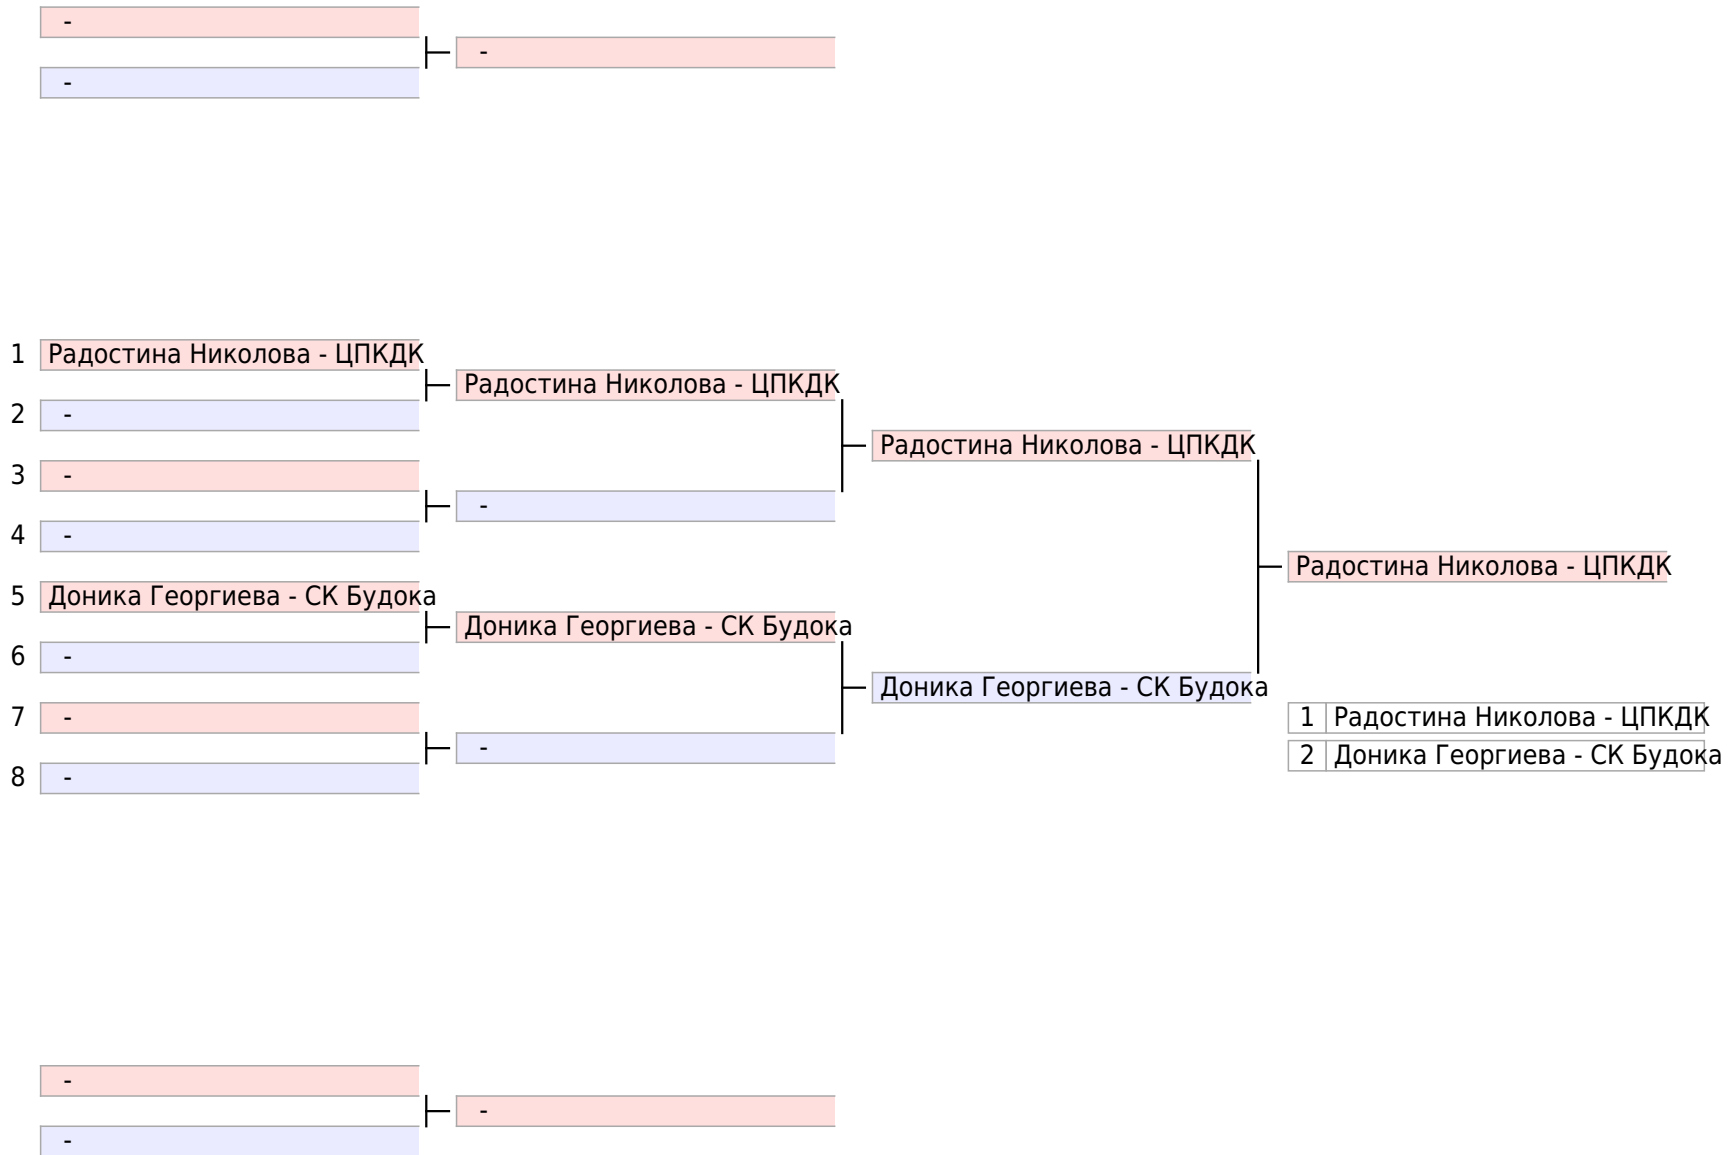 -
-
-
1 Радостина Николова - ЦПКДК
Радостина Николова - ЦПКДК
2 -
Радостина Николова - ЦПКДК
3 -
-
4 -
Радостина Николова - ЦПКДК
5 Доника Георгиева - СК Будока
Доника Георгиева - СК Будока
6 -
Доника Георгиева - СК Будока
7 -
1 Радостина Николова - ЦПКДК
-
2 Доника Георгиева - СК Будока
8 -
-
-
-